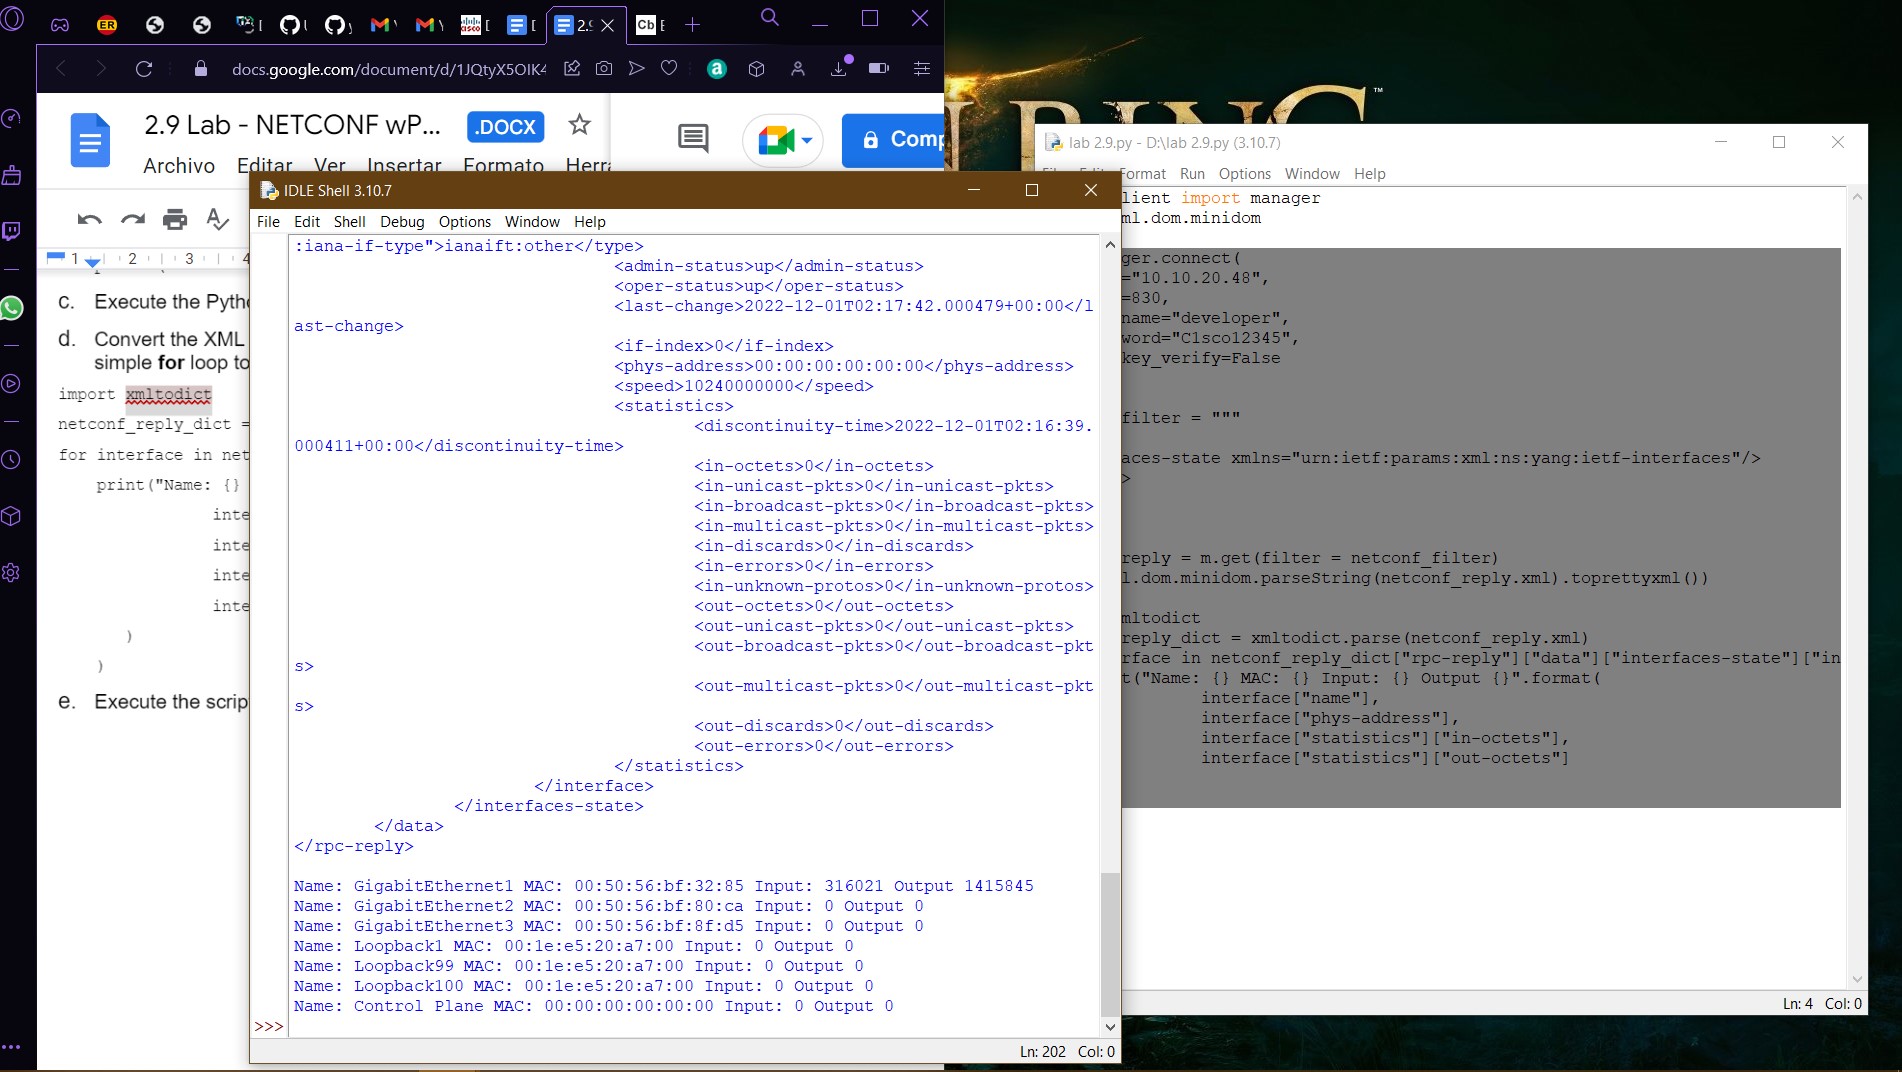 ER
2.9
Cb
docs.google.com/document/d/1JQtyX5OIK4
2.9 Lab - NETCONF wP...
.DOCX
Archivo Editar Ver Insertar Formato Herra
Comp
1 2 3 4
c. Execute the Pytho
d. Convert the XML
simple for loop to
import xmltodict
netconf_reply_dict =
for interface in net
print("Name: {}
inte
inte
inte
inte
)
)
e. Execute the scrip
IDLE Shell 3.10.7
File Edit Shell Debug Options Window Help
:iana-if-type">ianaift:other</type>
<admin-status>up</admin-status>
<oper-status>up</oper-status>
<last-change>2022-12-01T02:17:42.000479+00:00</l
ast-change>
<if-index>0</if-index>
<phys-address>00:00:00:00:00:00</phys-address>
<speed>10240000000</speed>
<statistics>
<discontinuity-time>2022-12-01T02:16:39.
000411+00:00</discontinuity-time>
<in-octets>0</in-octets>
<in-unicast-pkts>0</in-unicast-pkts>
<in-broadcast-pkts>0</in-broadcast-pkts>
<in-multicast-pkts>0</in-multicast-pkts>
<in-discards>0</in-discards>
<in-errors>0</in-errors>
<in-unknown-protos>0</in-unknown-protos>
<out-octets>0</out-octets>
<out-unicast-pkts>0</out-unicast-pkts>
<out-broadcast-pkts>0</out-broadcast-pkt
s>
<out-multicast-pkts>0</out-multicast-pkt
s>
<out-discards>0</out-discards>
<out-errors>0</out-errors>
</statistics>
</interface>
</interfaces-state>
</data>
</rpc-reply>
Name: GigabitEthernet1 MAC: 00:50:56:bf:32:85 Input: 316021 Output 1415845
Name: GigabitEthernet2 MAC: 00:50:56:bf:80:ca Input: 0 Output 0
Name: GigabitEthernet3 MAC: 00:50:56:bf:8f:d5 Input: 0 Output 0
Name: Loopback1 MAC: 00:1e:e5:20:a7:00 Input: 0 Output 0
Name: Loopback99 MAC: 00:1e:e5:20:a7:00 Input: 0 Output 0
Name: Loopback100 MAC: 00:1e:e5:20:a7:00 Input: 0 Output 0
Name: Control Plane MAC: 00:00:00:00:00:00 Input: 0 Output 0
>>>
Ln: 202 Col: 0
lab 2.9.py - D:\lab 2.9.py (3.10.7)
File Edit Format Run Options Window Help
lient import manager
ml.dom.minidom
ger.connect(
="10.10.20.48",
=830,
name="developer",
word="C1sco12345",
key_verify=False
filter = """
aces-state xmlns="urn:ietf:params:xml:ns:yang:ietf-interfaces"/>
>
reply = m.get(filter = netconf_filter)
l.dom.minidom.parseString(netconf_reply.xml).toprettyxml())
mltodict
reply_dict = xmltodict.parse(netconf_reply.xml)
rface in netconf_reply_dict["rpc-reply"]["data"]["interfaces-state"]["in
t("Name: {} MAC: {} Input: {} Output {}".format(
interface["name"],
interface["phys-address"],
interface["statistics"]["in-octets"],
interface["statistics"]["out-octets"]
Ln: 4 Col: 0